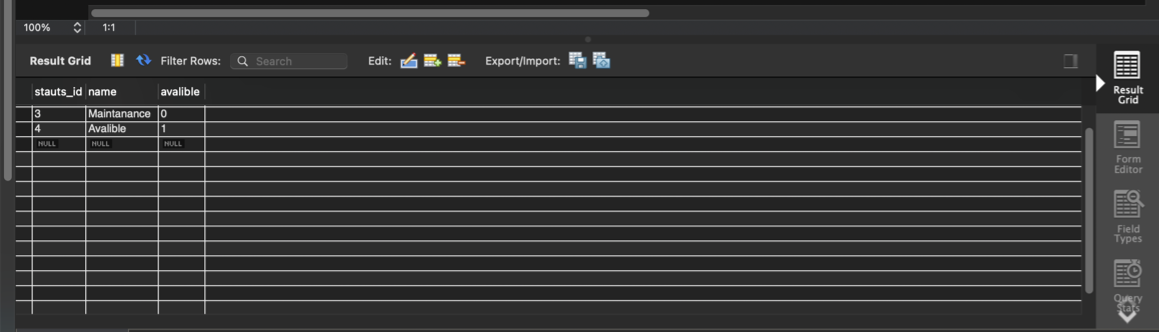 100% 1:1
Result Grid Filter Rows: Search Edit: Export/Import:
stauts_id name avalible
3 Maintanance 0
4 Avalible 1
NULL NULL NULL
Result
Grid
Form
Editor
Field
Types
Query
Stats